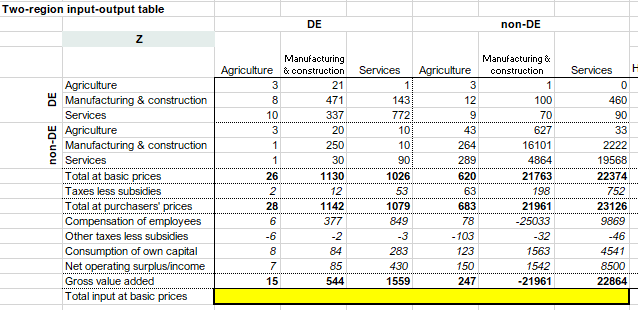 Two-region input-output table
DE non-DE
Z
Agriculture Manufacturing & construction Services Agriculture Manufacturing & construction Services H
DE
Agriculture 3 21 1 3 1 0
Manufacturing & construction 8 471 143 12 100 460
Services 10 337 772 9 70 90
non-DE
Agriculture 3 20 10 43 627 33
Manufacturing & construction 1 250 10 264 16101 2222
Services 1 30 90 289 4864 19568
Total at basic prices 26 1130 1026 620 21763 22374
Taxes less subsidies 2 12 53 63 198 752
Total at purchasers' prices 28 1142 1079 683 21961 23126
Compensation of employees 6 377 849 78 -25033 9869
Other taxes less subsidies -6 -2 -3 -103 -32 -46
Consumption of own capital 8 84 283 123 1563 4541
Net operating surplus/income 7 85 430 150 1542 8500
Gross value added 15 544 1559 247 -21961 22864
Total input at basic prices